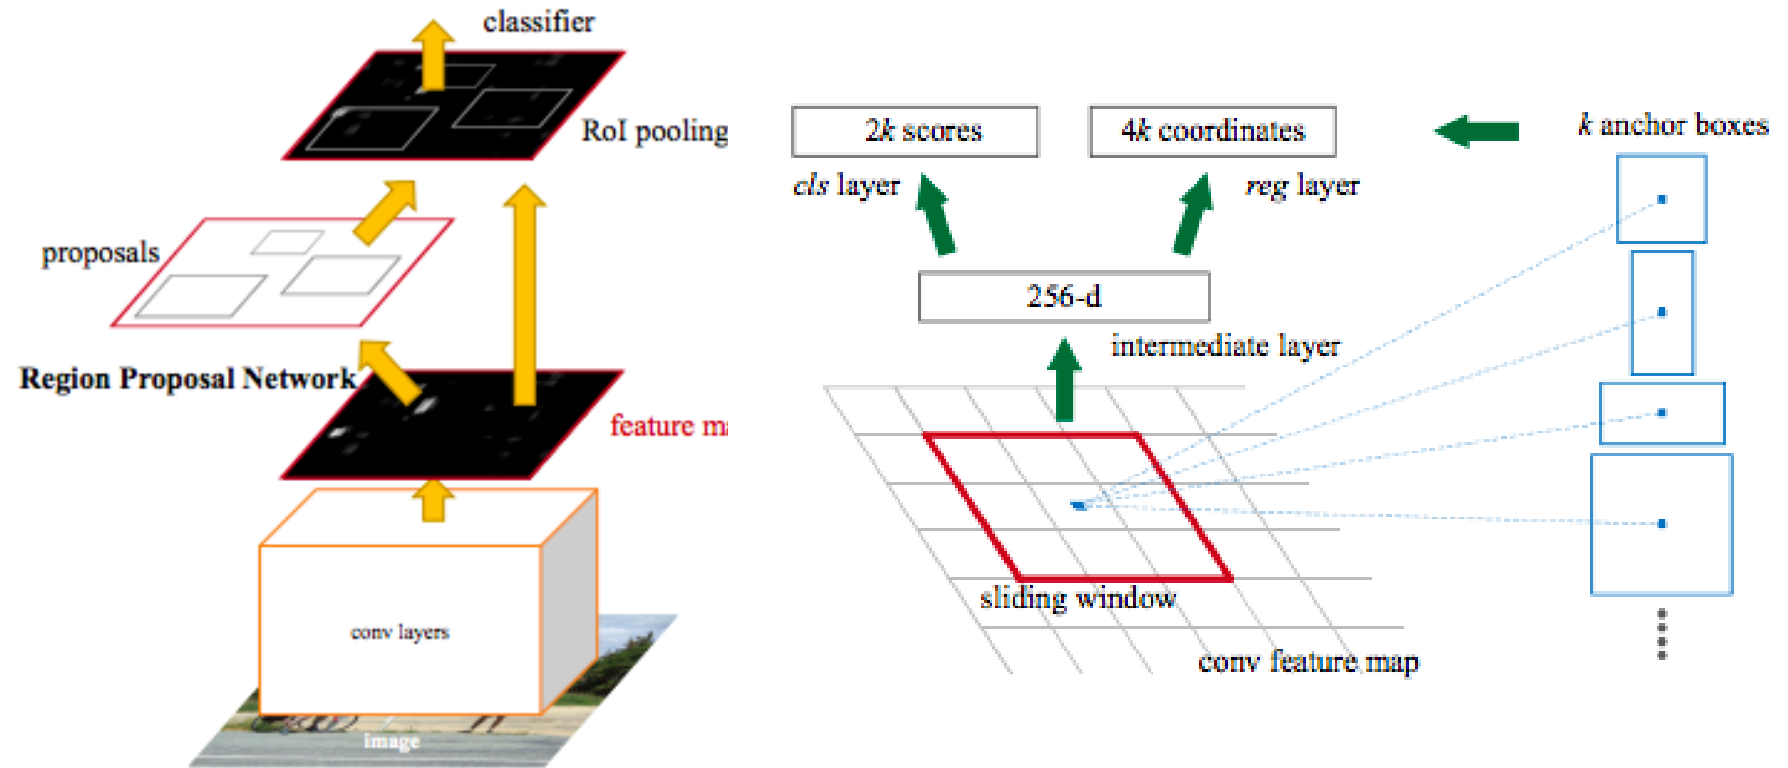 classifier
RoI pooling
proposals
Region Proposal Network
feature
conv layers
image
2k scores
4k coordinates
k anchor boxes
cls layer
reg layer
256-d
intermediate layer
sliding window
conv feature map